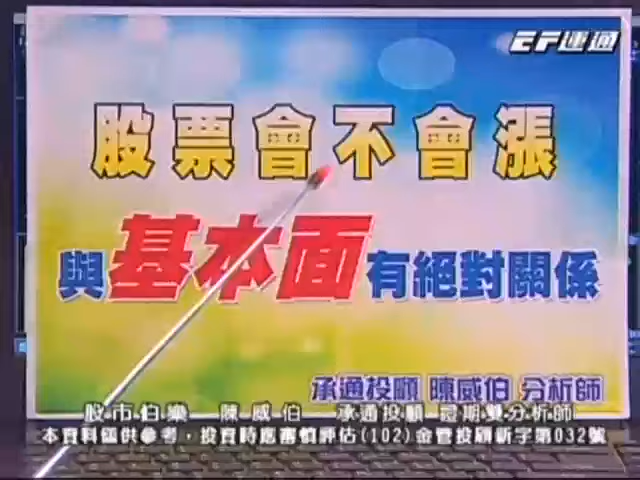 EF運通
股票會不會漲
與基本面有絕對關係
承通投顧 陳威伯 分析師
股市伯樂 陳威伯 承通投顧 證期雙分析師
本資料僅供參考，投資時應審慎評估(102)金管投顧新字第032號